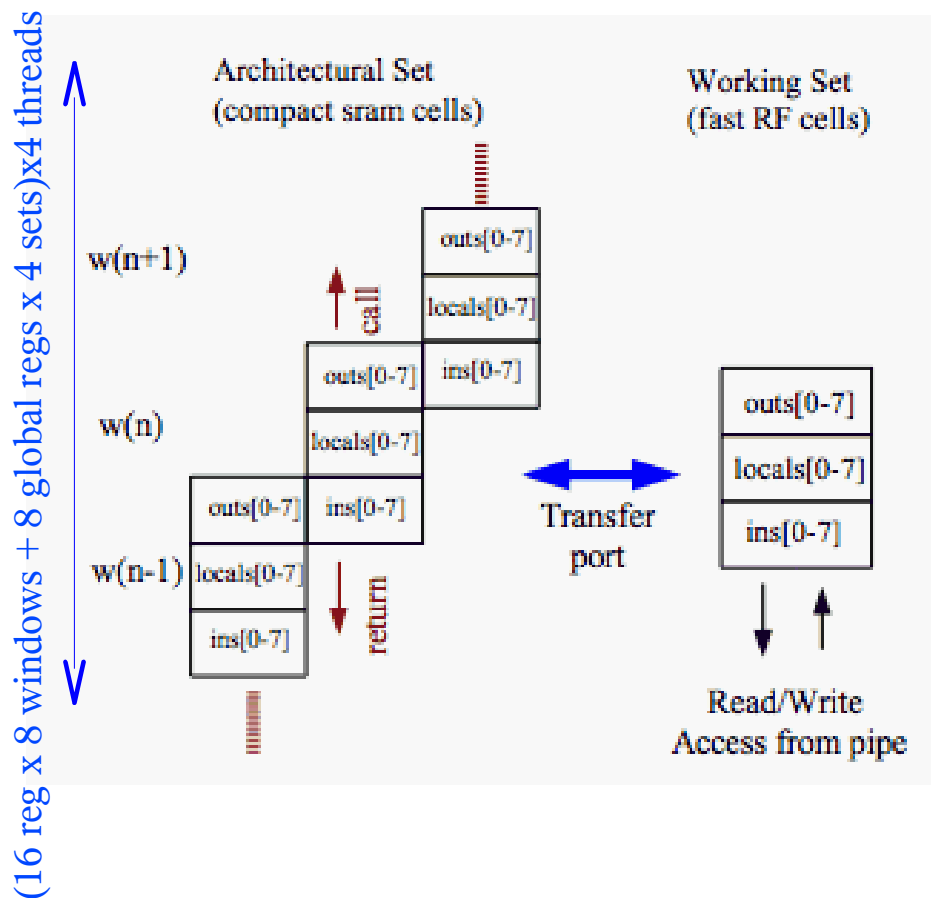 (16 reg x 8 windows + 8 global regs x 4 sets)x4 threads
Architectural Set
(compact sram cells)
Working Set
(fast RF cells)
w(n+1)
outs[0-7]
locals[0-7]
ins[0-7]
call
w(n)
outs[0-7]
locals[0-7]
ins[0-7]
w(n-1)
outs[0-7]
locals[0-7]
ins[0-7]
return
Transfer
port
outs[0-7]
locals[0-7]
ins[0-7]
Read/Write
Access from pipe